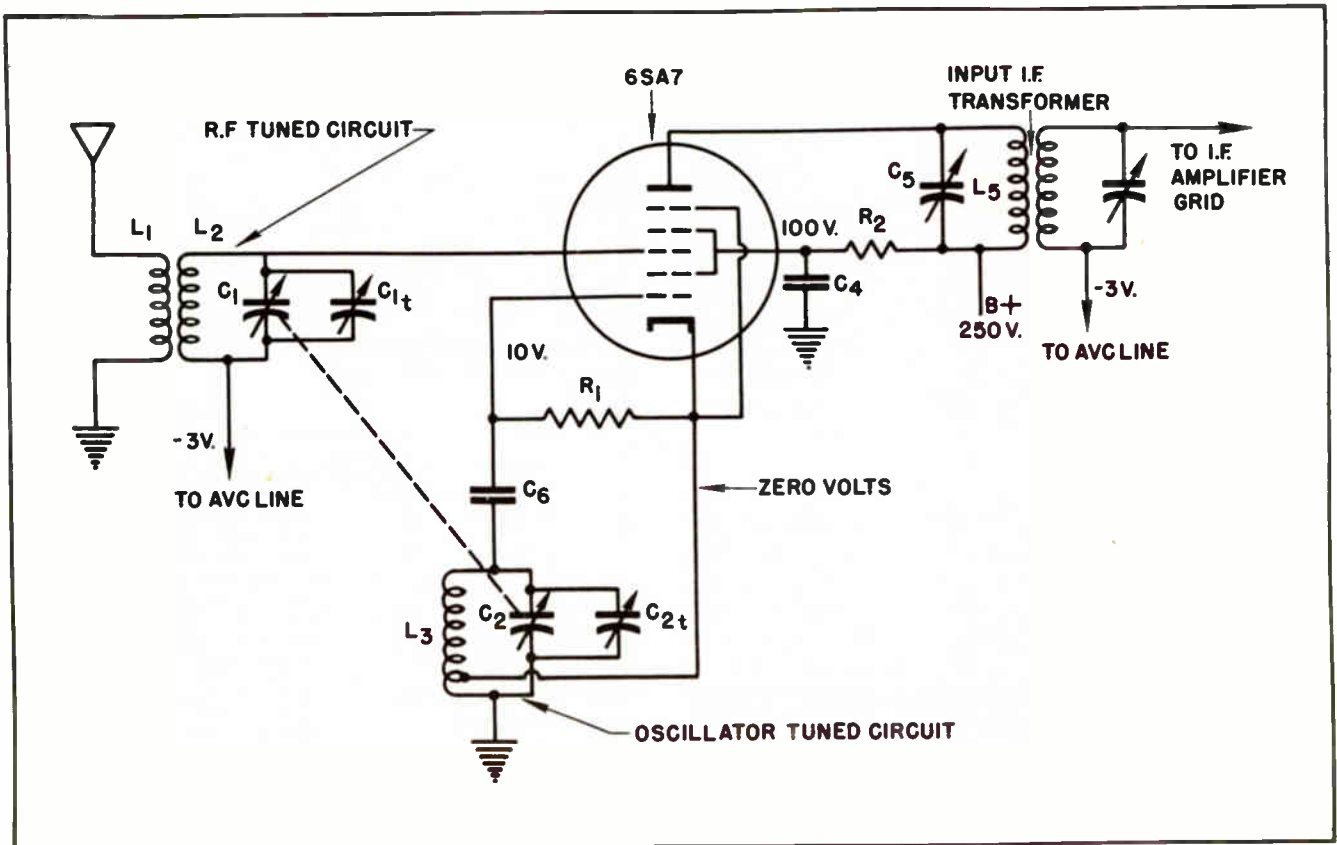 6SA7
INPUT I.F.
TRANSFORMER
R.F TUNED CIRCUIT
TO I.F.
AMPLIFIER
GRID
L1
L2
C1
C1t
100 V.
R2
C5
L5
C4
B+
250 V.
-3V.
TO AVC LINE
10 V.
R1
-3V.
TO AVC LINE
C6
ZERO VOLTS
L3
C2
C2t
OSCILLATOR TUNED CIRCUIT